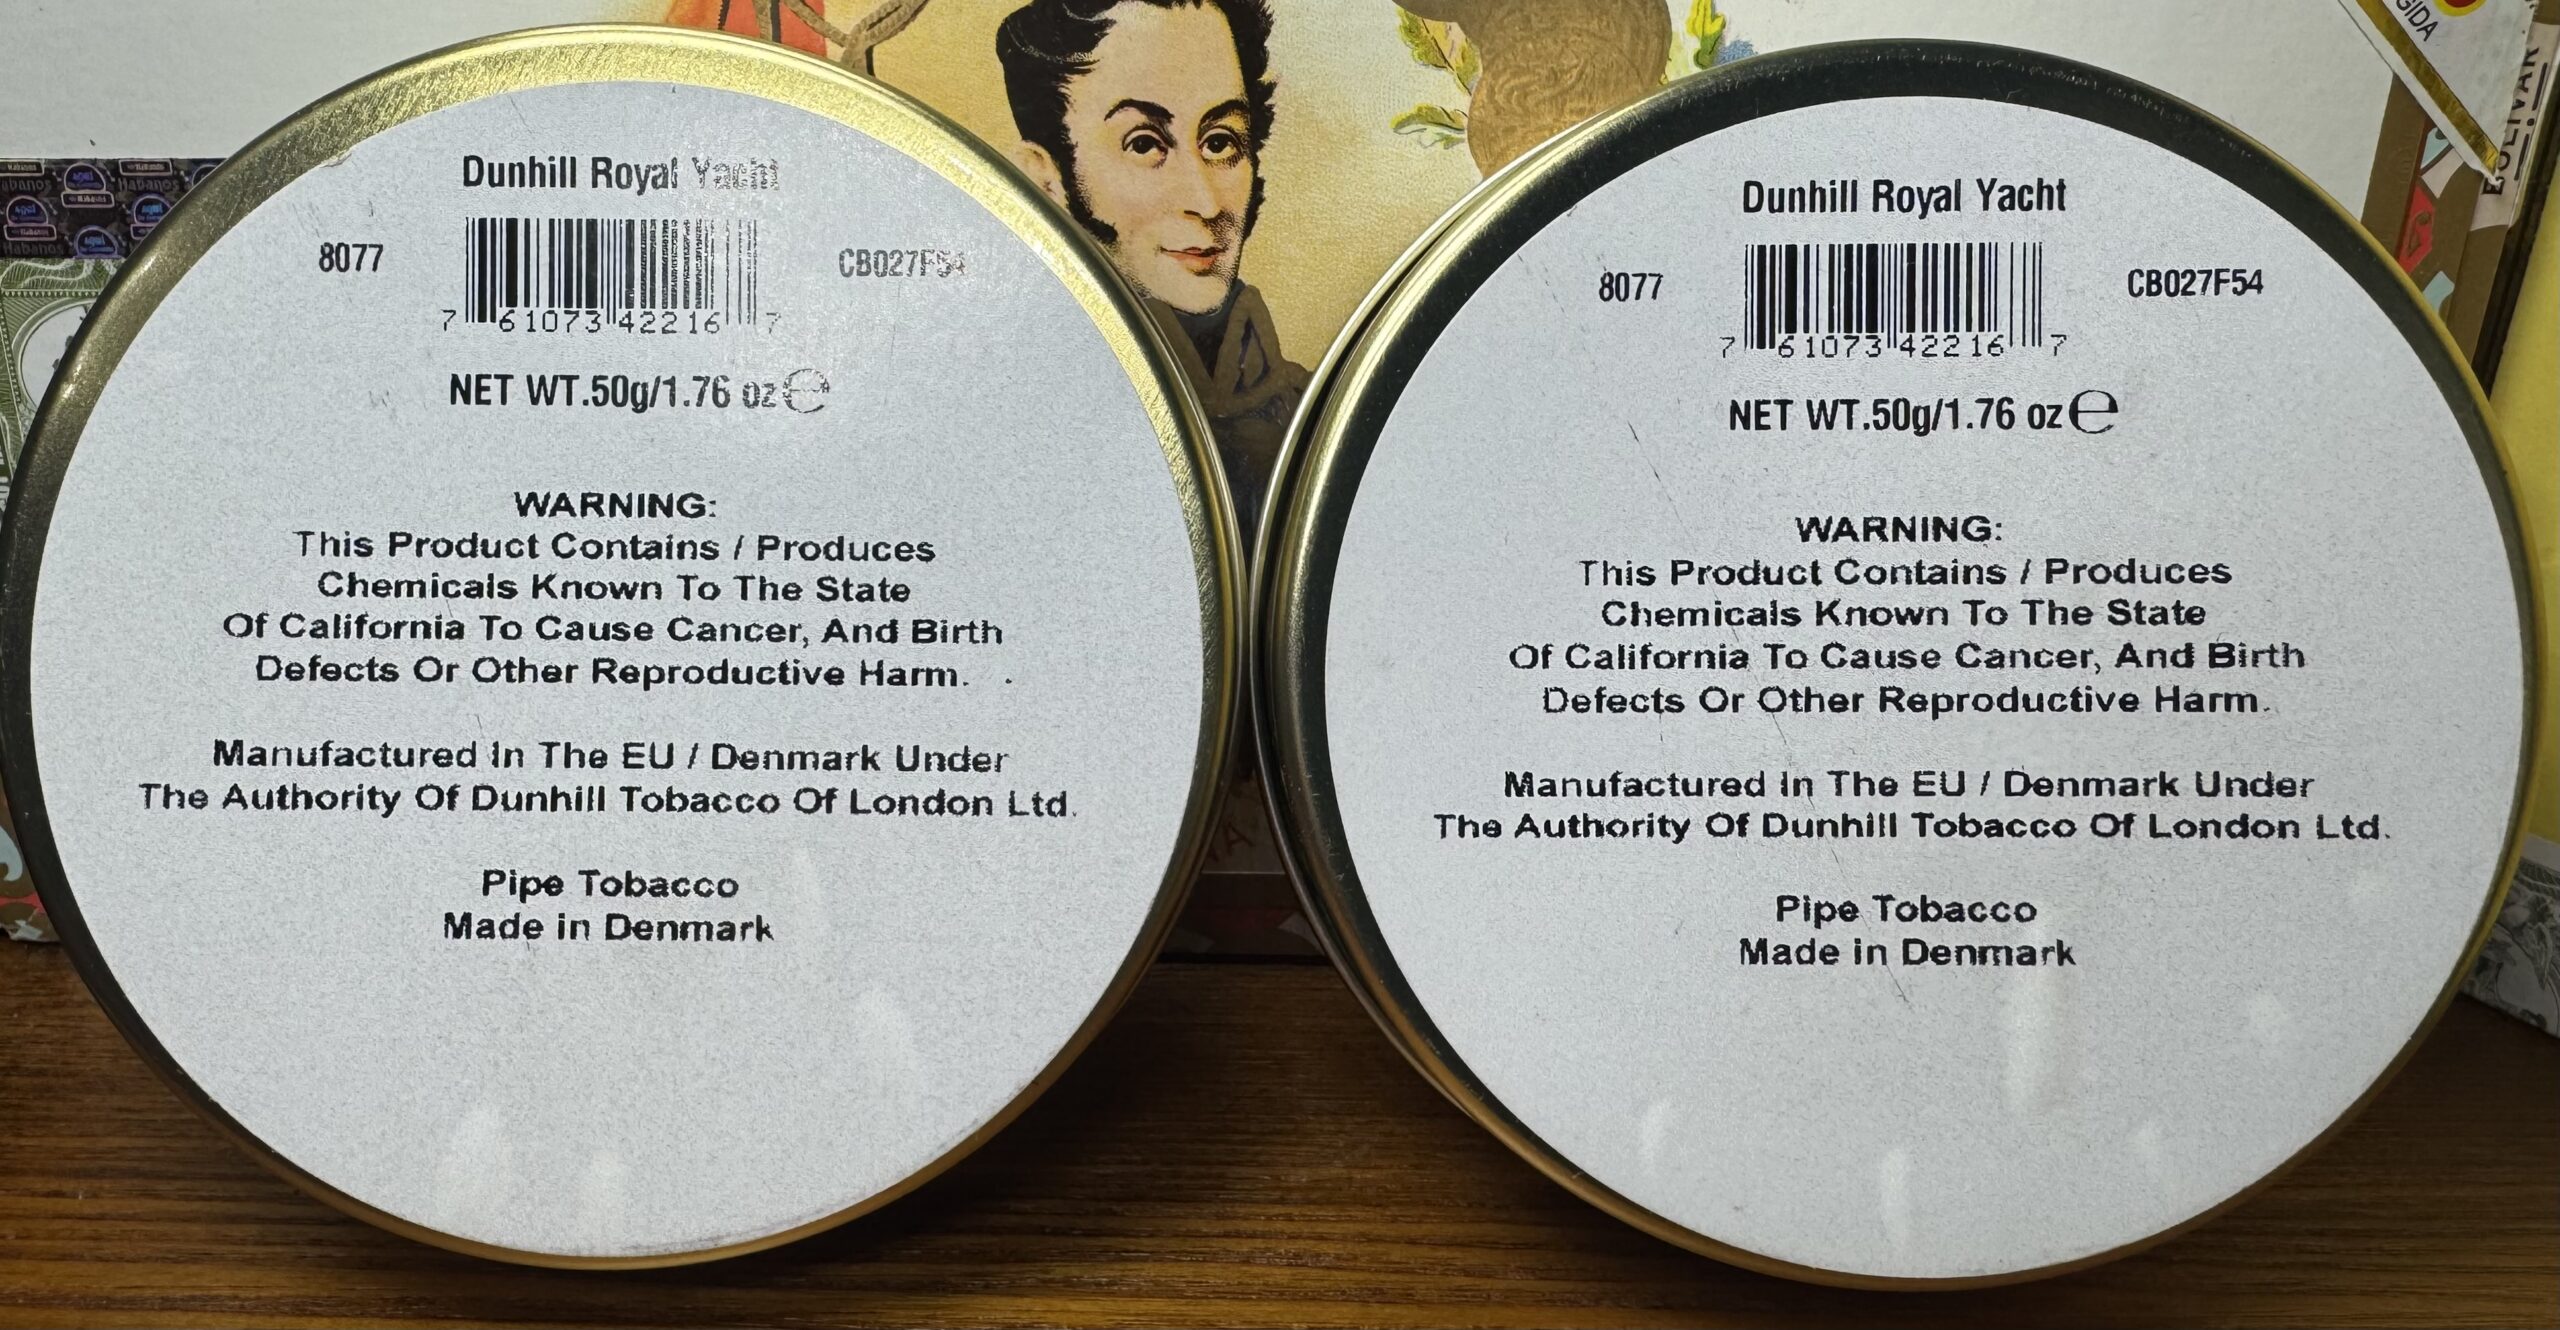 Habanos
Habanos
Habanos
GIDA
BOLIVAR
Dunhill Royal Yacht
8077
CB027F54
7 61073 42216 7
NET WT.50g/1.76 oz ℮
WARNING:
This Product Contains / Produces
Chemicals Known To The State
Of California To Cause Cancer, And Birth
Defects Or Other Reproductive Harm.
Manufactured In The EU / Denmark Under
The Authority Of Dunhill Tobacco Of London Ltd.
Pipe Tobacco
Made in Denmark
Dunhill Royal Yacht
8077
CB027F54
7 61073 42216 7
NET WT.50g/1.76 oz ℮
WARNING:
This Product Contains / Produces
Chemicals Known To The State
Of California To Cause Cancer, And Birth
Defects Or Other Reproductive Harm.
Manufactured In The EU / Denmark Under
The Authority Of Dunhill Tobacco Of London Ltd.
Pipe Tobacco
Made in Denmark